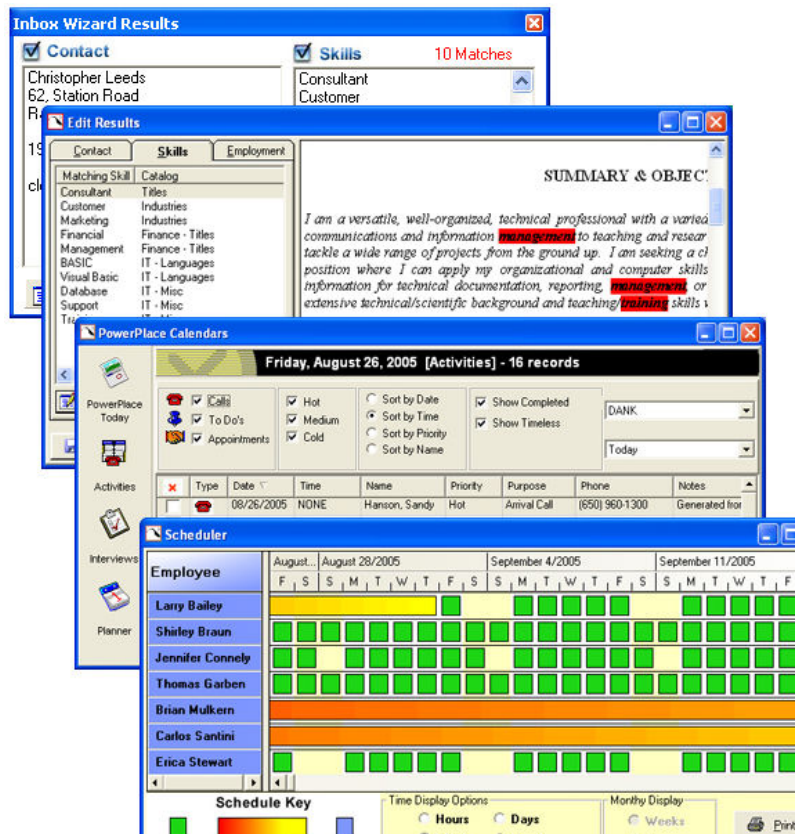 Inbox Wizard Results
Contact
Skills 10 Matches
Christopher Leeds
62, Station Road
Consultant
Customer
Edit Results
Contact Skills Employment
Matching Skill Catalog
Consultant Titles
Customer Industries
Marketing Industries
Financial Finance - Titles
Management Finance - Titles
BASIC IT - Languages
Visual Basic IT - Languages
Database IT - Misc
Support IT - Misc
SUMMARY & OBJEC
I am a versatile, well-organized, technical professional with a varied
communications and information management to teaching and resear
tackle a wide range of projects from the ground up. I am seeking a ch
position where I can apply my organizational and computer skills
information for technical documentation, reporting, management, or
extensive technical/scientific background and teaching/training skills
PowerPlace Calendars
Friday, August 26, 2005 [Activities] - 16 records
PowerPlace
Today
Activities
Interviews
Planner
Calls
To Do's
Appointments
Hot
Medium
Cold
Sort by Date
Sort by Time
Sort by Priority
Sort by Name
Show Completed
Show Timeless
DANK
Today
Type Date Time Name Priority Purpose Phone Notes
08/26/2005 NONE Hanson, Sandy Hot Arrival Call (650) 960-1300 Generated fror
Scheduler
Employee
August... August 28/2005 September 4/2005 September 11/2005
F S S M T W T F S S M T W T F S S M T W T F
Larry Bailey
Shirley Braun
Jennifer Connely
Thomas Garben
Brian Mulkern
Carlos Santini
Erica Stewart
Schedule Key
Time Display Options
Hours Days
Monthy Display
Weeks
Print